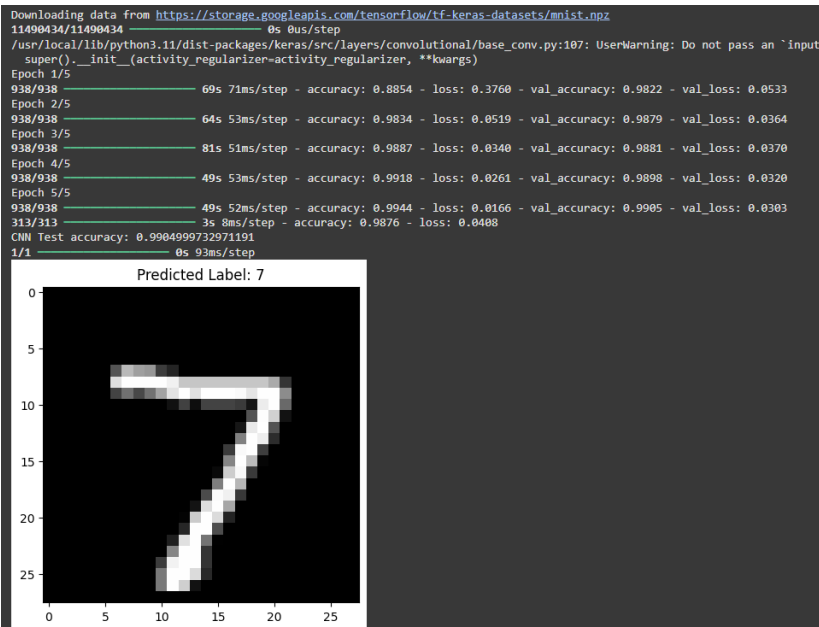 Downloading data from https://storage.googleapis.com/tensorflow/tf-keras-datasets/mnist.npz
11490434/11490434 ━━━━━━━━━━━━━━━━━━━━ 0s 0us/step
/usr/local/lib/python3.11/dist-packages/keras/src/layers/convolutional/base_conv.py:107: UserWarning: Do not pass an `input
super().__init__(activity_regularizer=activity_regularizer, **kwargs)
Epoch 1/5
938/938 ━━━━━━━━━━━━━━━━━━━━ 69s 71ms/step - accuracy: 0.8854 - loss: 0.3760 - val_accuracy: 0.9822 - val_loss: 0.0533
Epoch 2/5
938/938 ━━━━━━━━━━━━━━━━━━━━ 64s 53ms/step - accuracy: 0.9834 - loss: 0.0519 - val_accuracy: 0.9879 - val_loss: 0.0364
Epoch 3/5
938/938 ━━━━━━━━━━━━━━━━━━━━ 81s 51ms/step - accuracy: 0.9887 - loss: 0.0340 - val_accuracy: 0.9881 - val_loss: 0.0370
Epoch 4/5
938/938 ━━━━━━━━━━━━━━━━━━━━ 49s 53ms/step - accuracy: 0.9918 - loss: 0.0261 - val_accuracy: 0.9898 - val_loss: 0.0320
Epoch 5/5
938/938 ━━━━━━━━━━━━━━━━━━━━ 49s 52ms/step - accuracy: 0.9944 - loss: 0.0166 - val_accuracy: 0.9905 - val_loss: 0.0303
313/313 ━━━━━━━━━━━━━━━━━━━━ 3s 8ms/step - accuracy: 0.9876 - loss: 0.0408
CNN Test accuracy: 0.9904999732971191
1/1 ━━━━━━━━━━━━━━━━━━━━ 0s 93ms/step
Predicted Label: 7
0
5
10
15
20
25
7
0 5 10 15 20 25